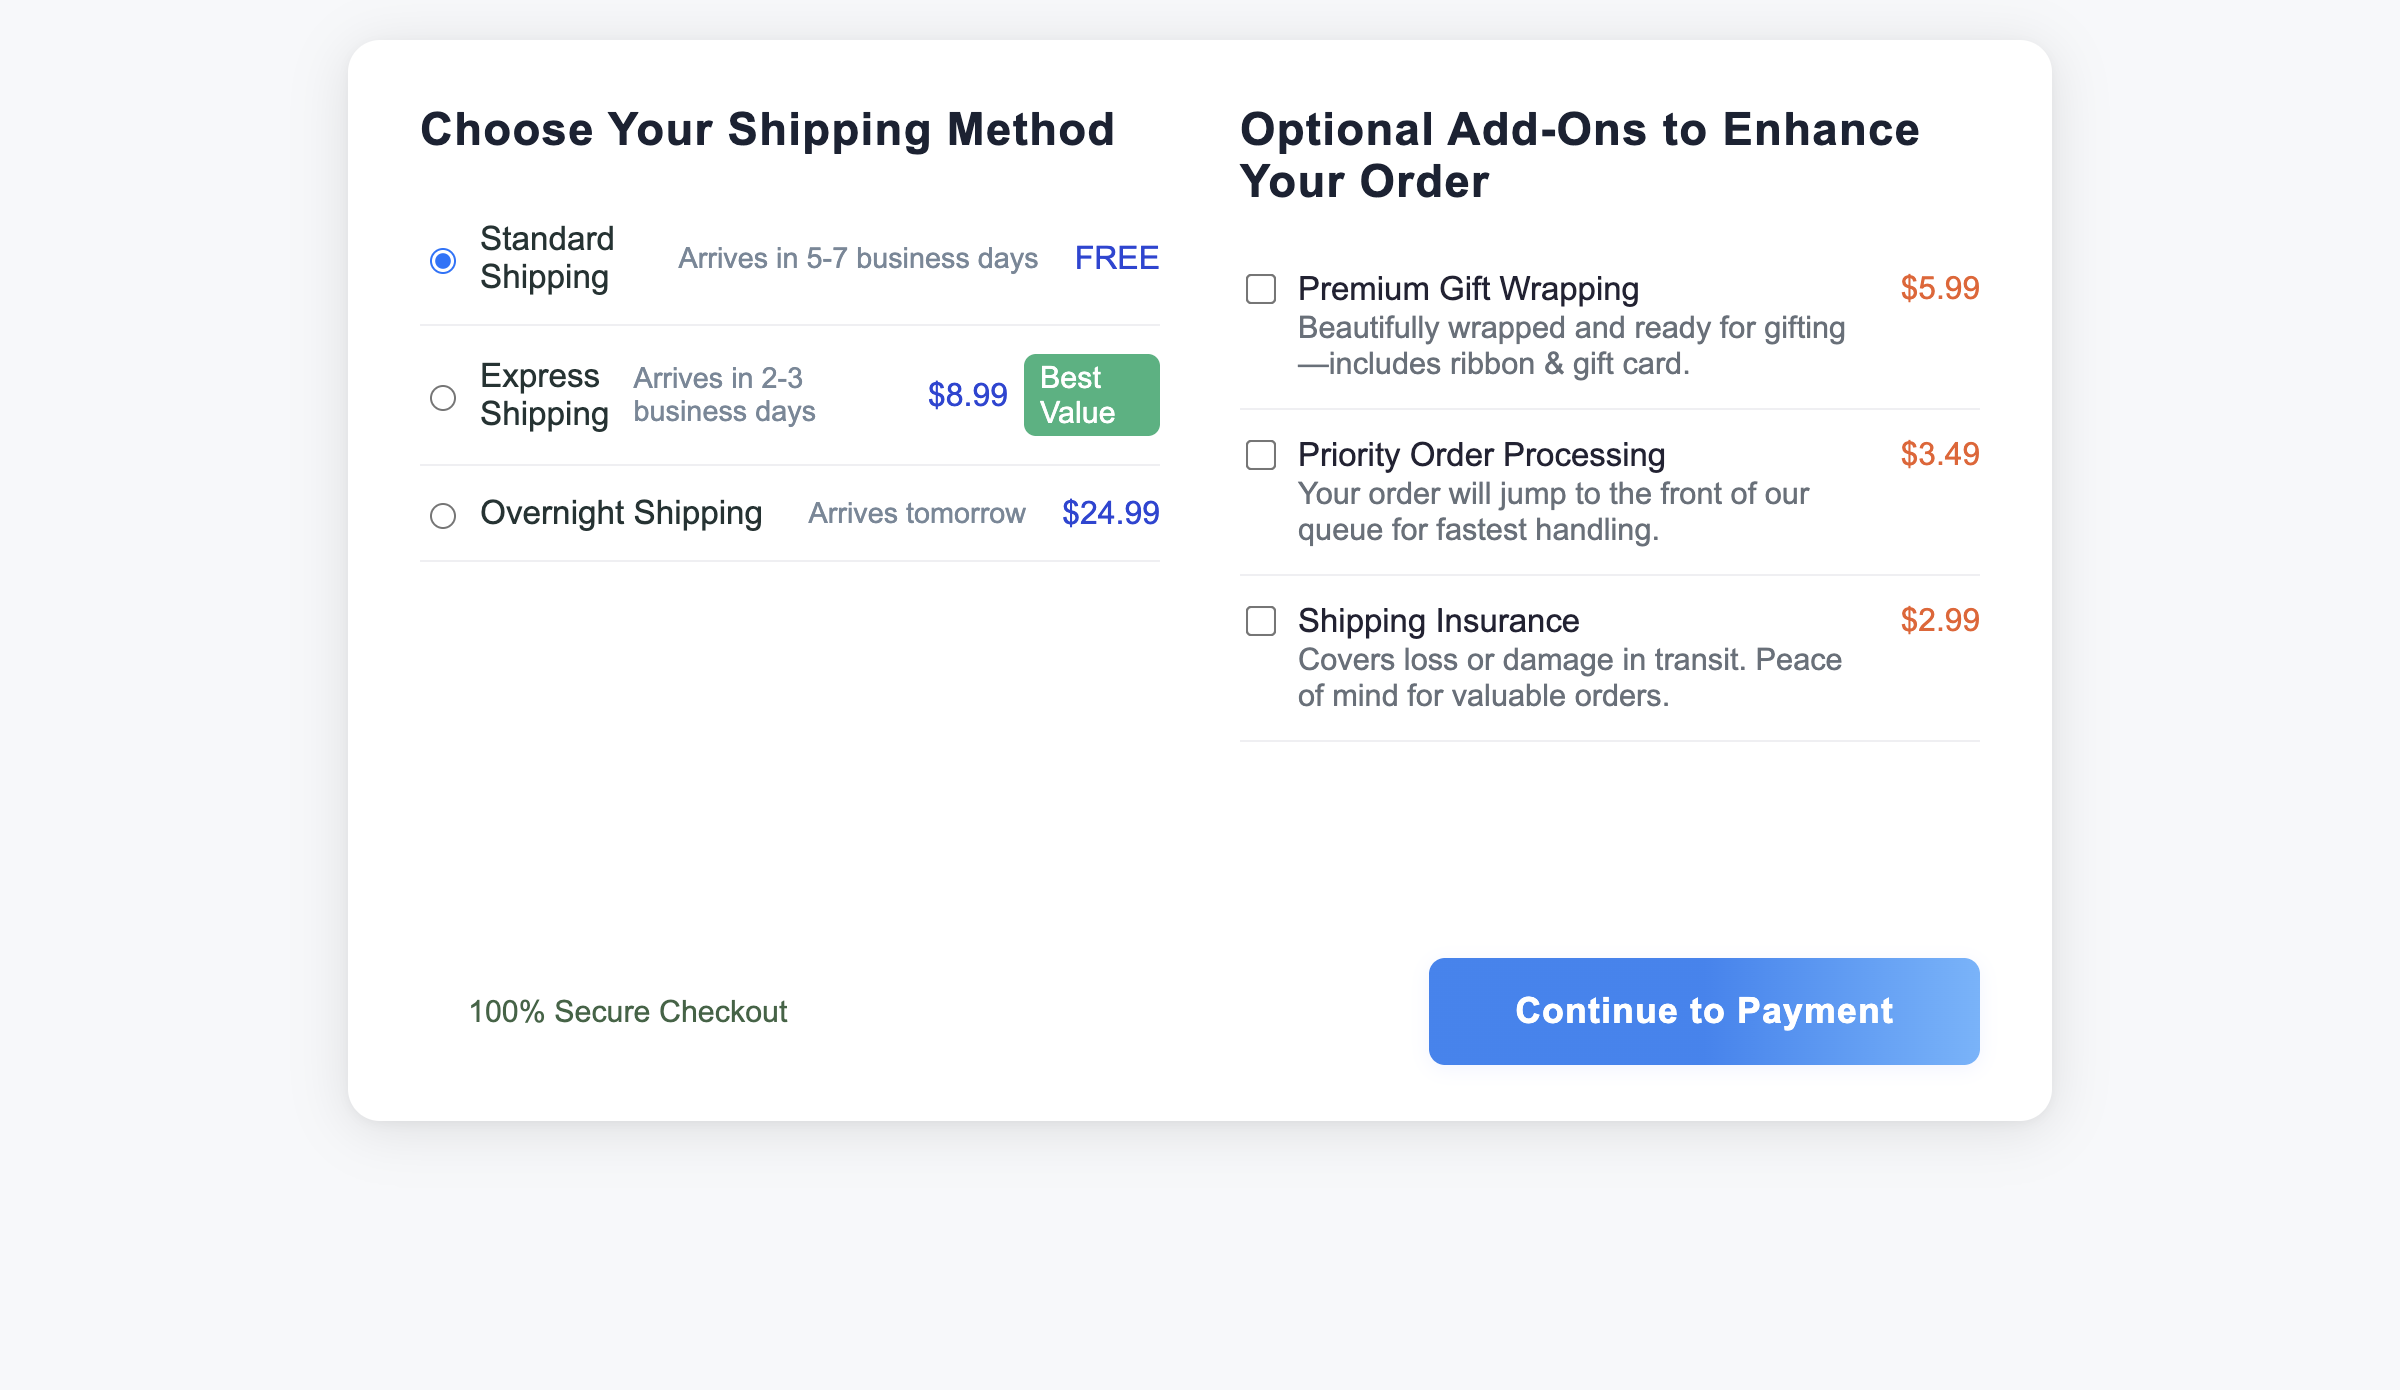 Choose Your Shipping Method
Standard
Shipping
Arrives in 5-7 business days
FREE
Express
Shipping
Arrives in 2-3
business days
$8.99
Best
Value
Overnight Shipping
Arrives tomorrow
$24.99
Optional Add-Ons to Enhance
Your Order
Premium Gift Wrapping
$5.99
Beautifully wrapped and ready for gifting
—includes ribbon & gift card.
Priority Order Processing
$3.49
Your order will jump to the front of our
queue for fastest handling.
Shipping Insurance
$2.99
Covers loss or damage in transit. Peace
of mind for valuable orders.
100% Secure Checkout
Continue to Payment